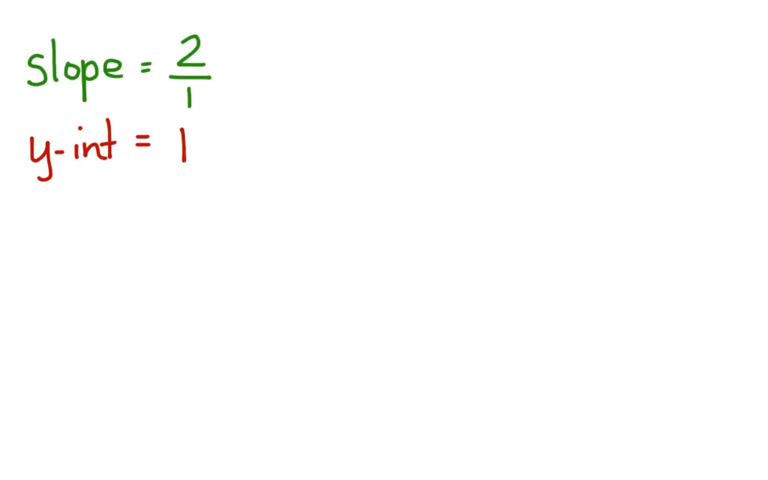 slope = 2/1
y-int = 1